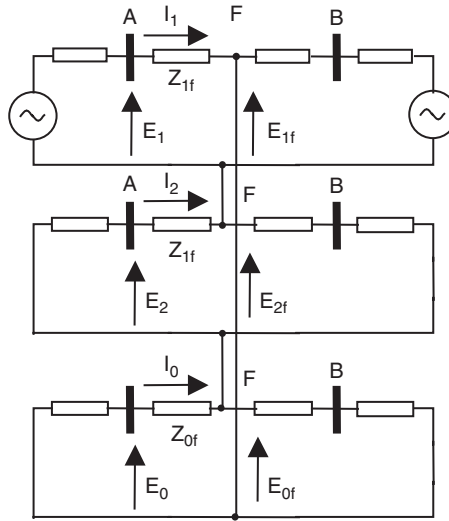 A I₁ F B
Z₁f
E₁ E₁f
A I₂ F B
Z₁f
E₂ E₂f
A I₀ F B
Z₀f
E₀ E₀f